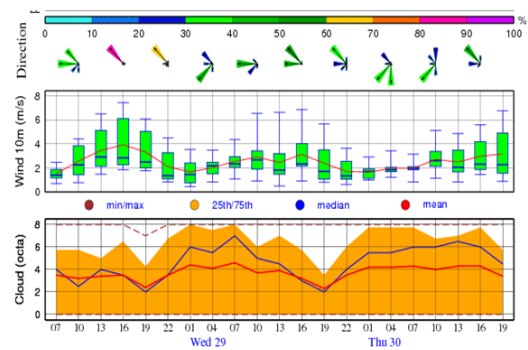 0 10 20 30 40 50 60 70 80 90 100
%
Direction
Wind 10m (m/s)
8
6
4
2
0
min/max 25th/75th median mean
Cloud (octa)
8
6
4
2
0
07 10 13 16 19 22 01 04 07 10 13 16 19 22 01 04 07 10 13 16 19
Wed 29 Thu 30